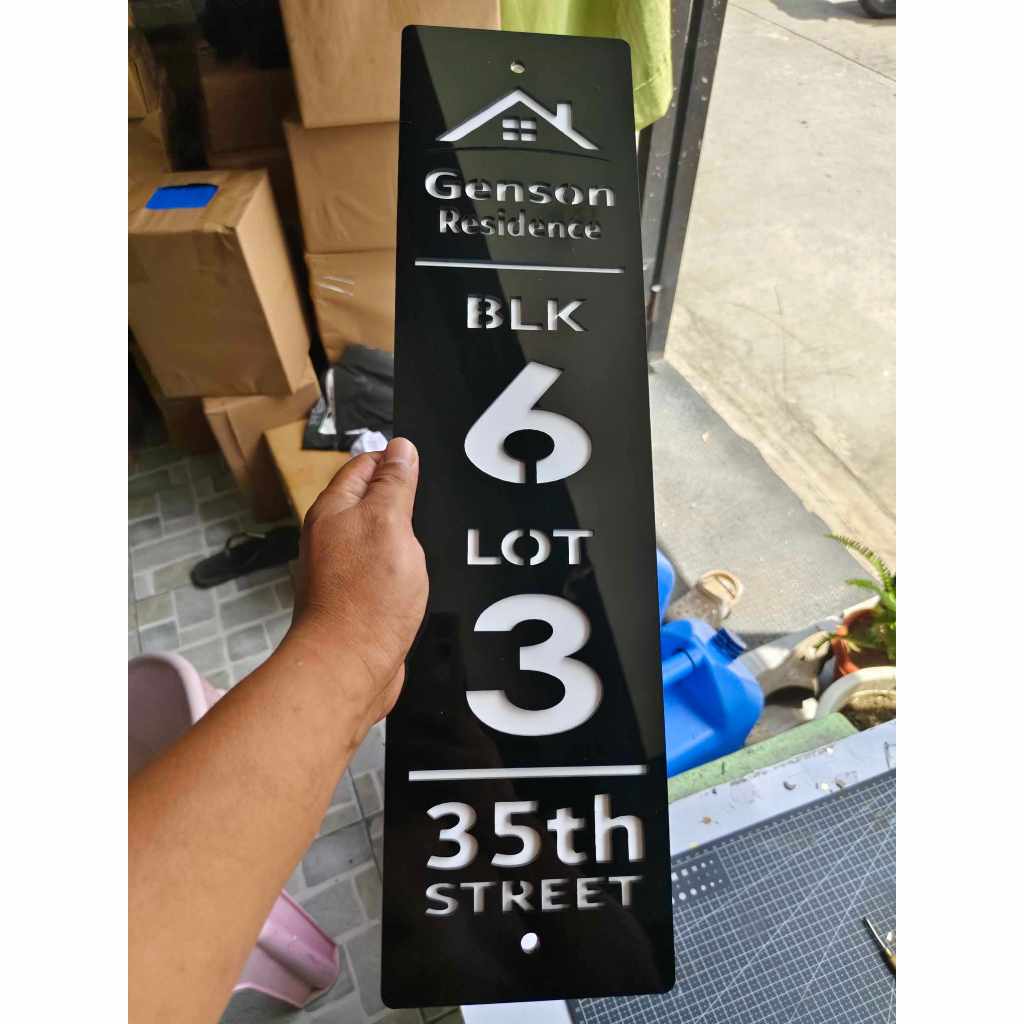 Genson
Residence
BLK
6
LOT
3
35th
STREET